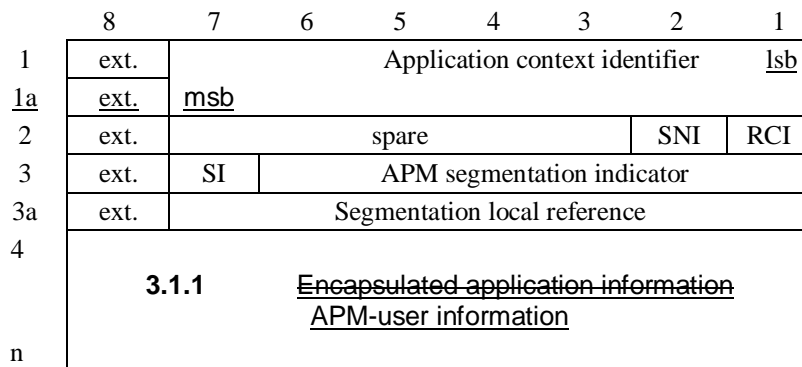 8 7 6 5 4 3 2 1
1 ext. Application context identifier lsb
1a ext. msb
2 ext. spare SNI RCI
3 ext. SI APM segmentation indicator
3a ext. Segmentation local reference
4
3.1.1 Encapsulated application information
APM-user information
n